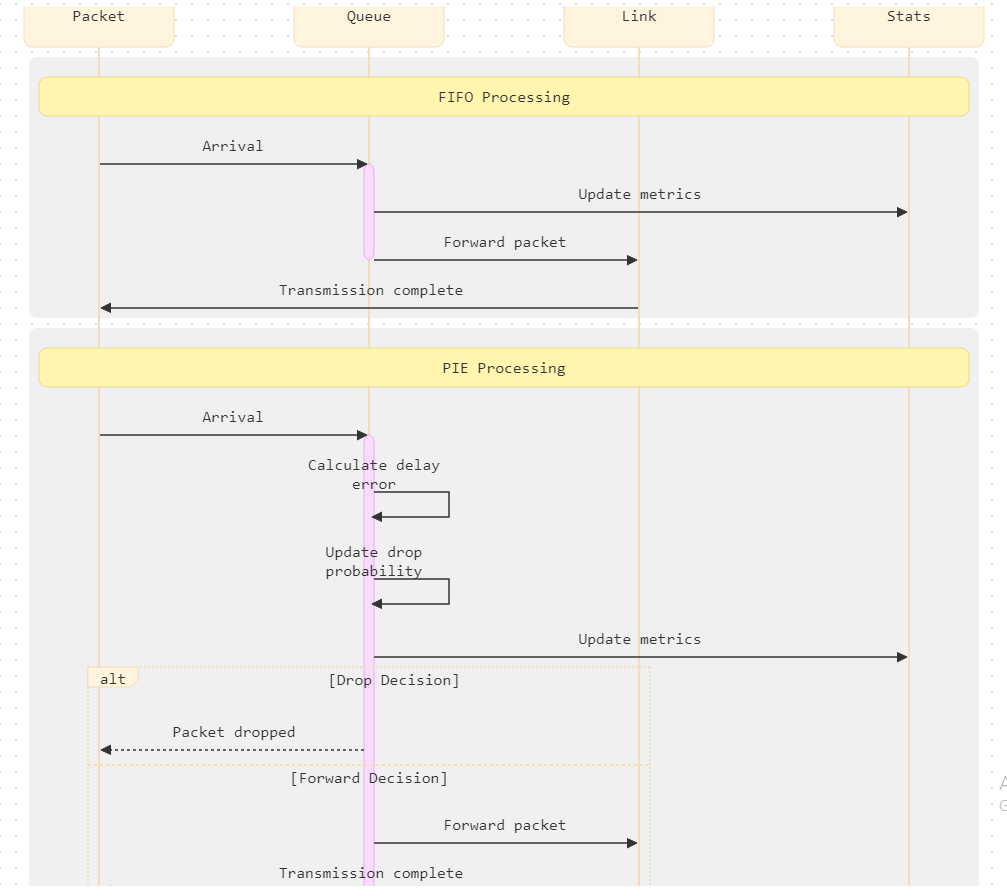 Packet
Queue
Link
Stats
FIFO Processing
Arrival
Update metrics
Forward packet
Transmission complete
PIE Processing
Arrival
Calculate delay
error
Update drop
probability
Update metrics
alt
[Drop Decision]
Packet dropped
[Forward Decision]
Forward packet
Transmission complete